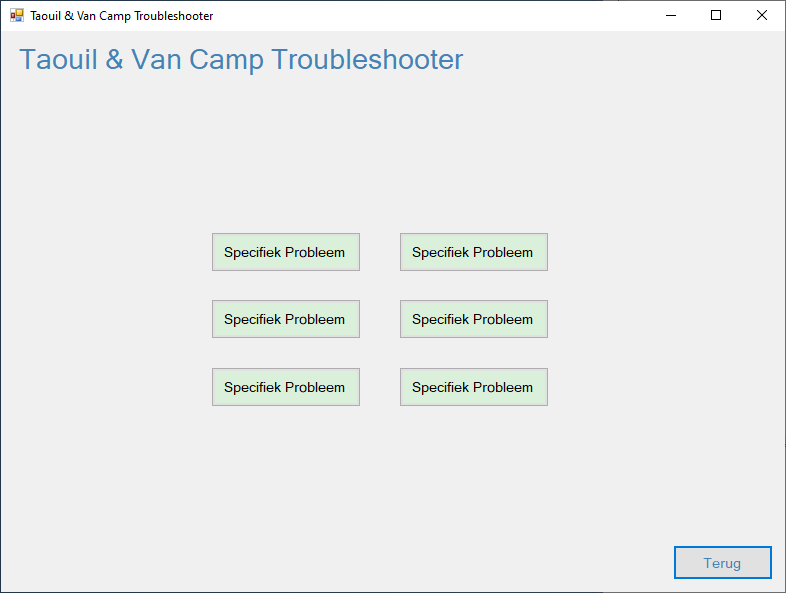 Taouil & Van Camp Troubleshooter
Taouil & Van Camp Troubleshooter
Specifiek Probleem Specifiek Probleem
Specifiek Probleem Specifiek Probleem
Specifiek Probleem Specifiek Probleem
Terug